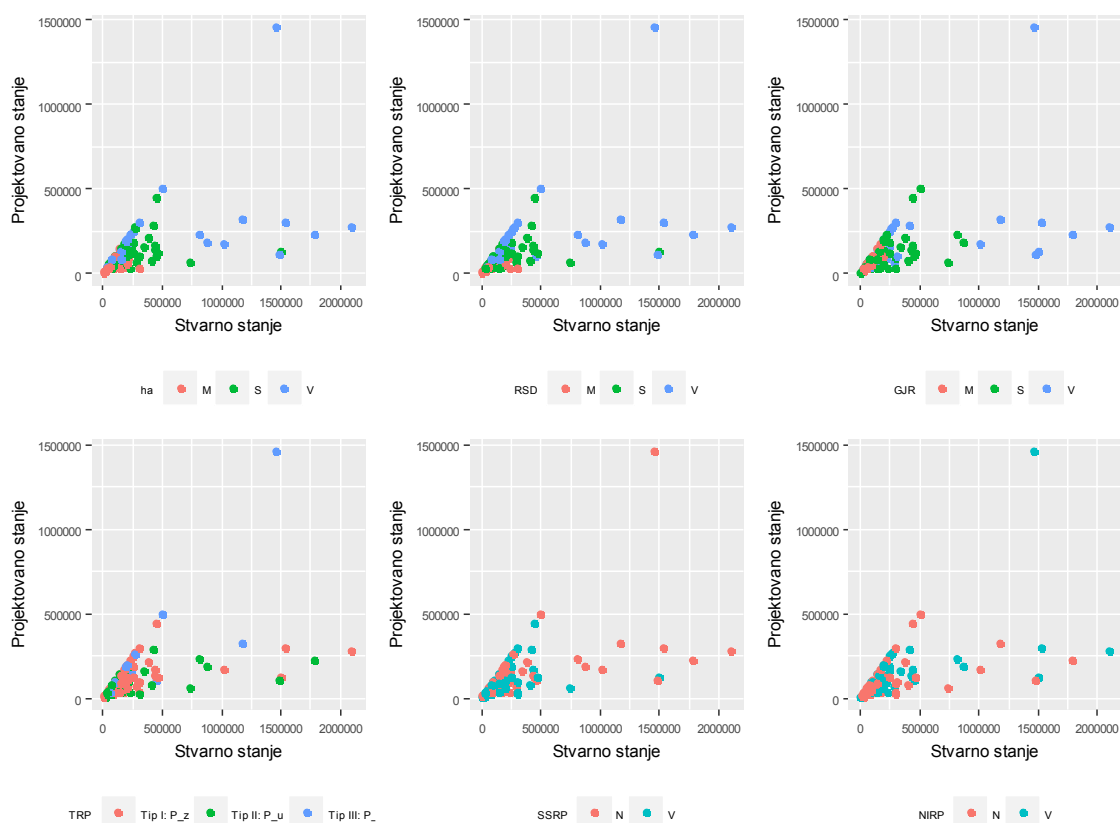 1500000
1000000
500000
0
Projektovano stanje
0 500000 1000000 1500000 2000000
Stvarno stanje
ha M S V
1500000
1000000
500000
0
Projektovano stanje
0 500000 1000000 1500000 2000000
Stvarno stanje
RSD M S V
1500000
1000000
500000
0
Projektovano stanje
0 500000 1000000 1500000 2000000
Stvarno stanje
GJR M S V
1500000
1000000
500000
0
Projektovano stanje
0 500000 1000000 1500000 2000000
Stvarno stanje
TRP Tip I: P_z Tip II: P_u Tip III: P_
1500000
1000000
500000
0
Projektovano stanje
0 500000 1000000 1500000 2000000
Stvarno stanje
SSRP N V
1500000
1000000
500000
0
Projektovano stanje
0 500000 1000000 1500000 2000000
Stvarno stanje
NIRP N V